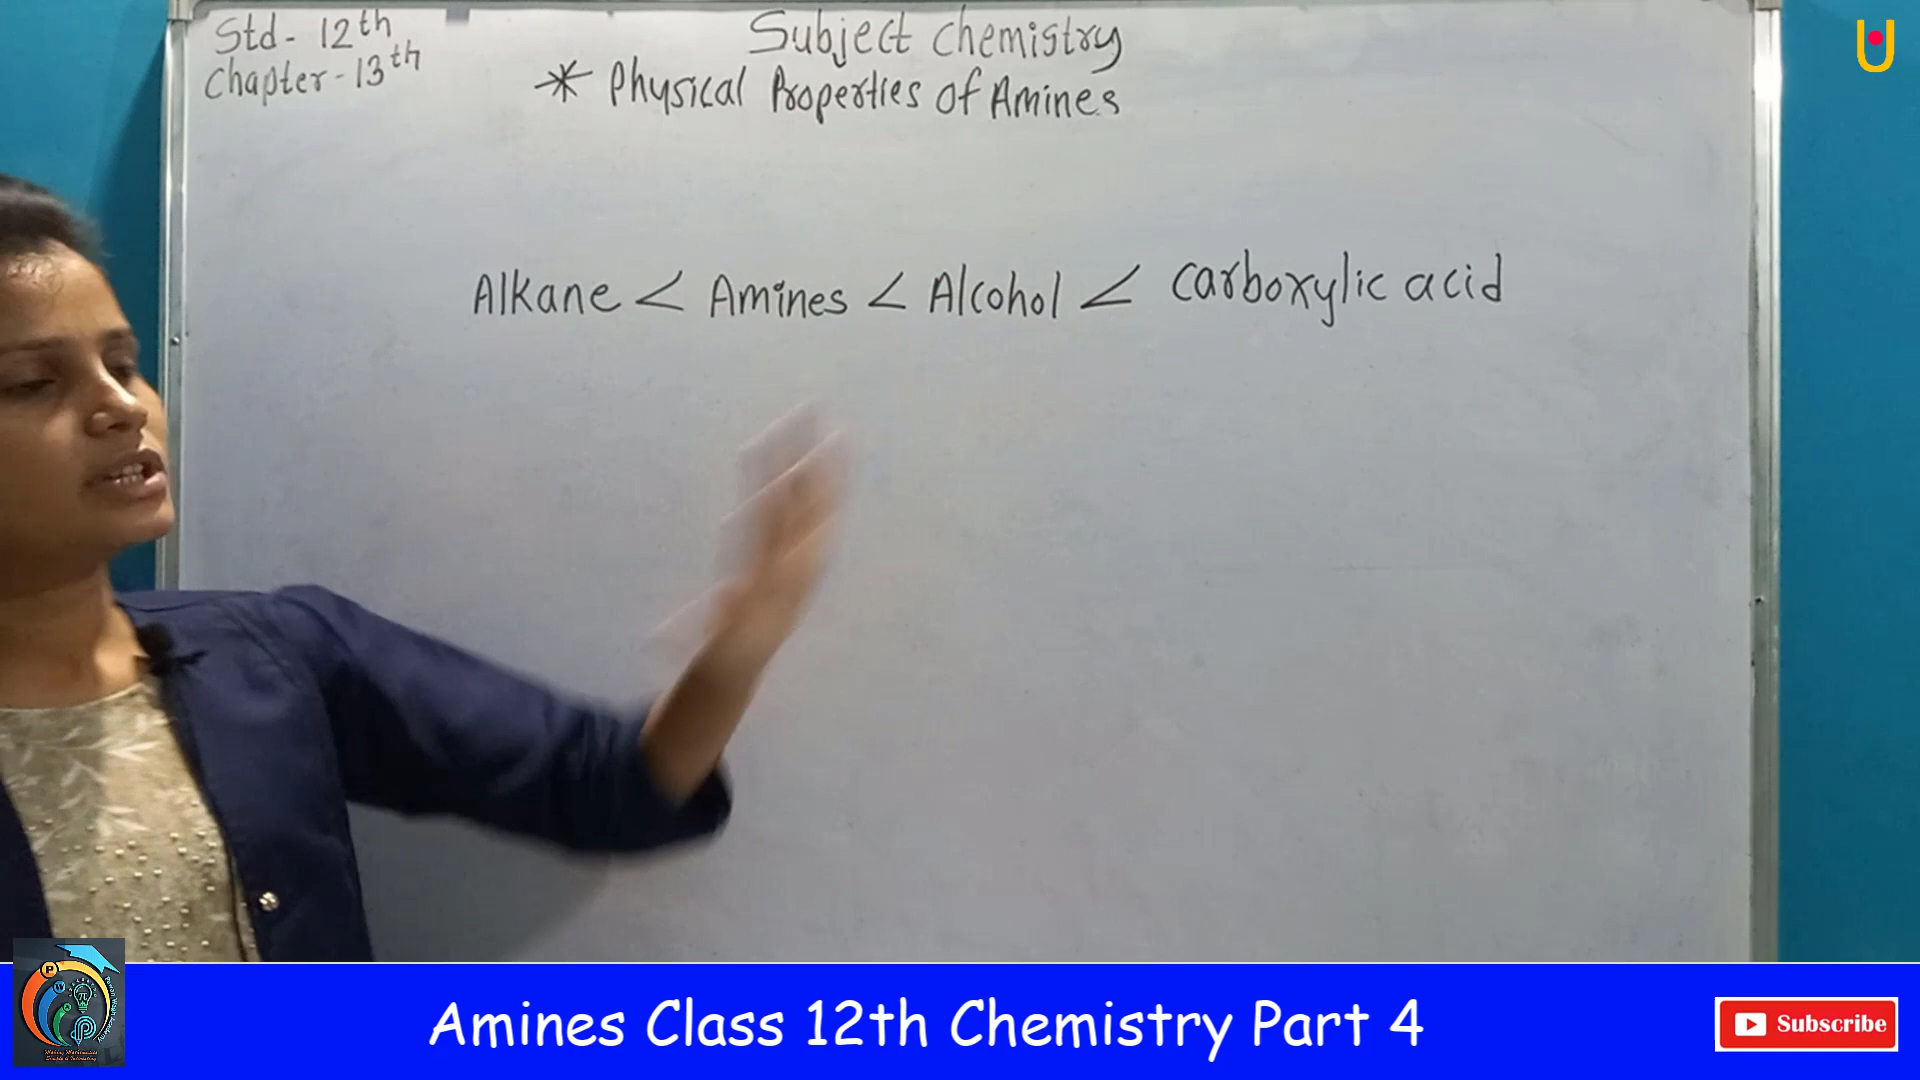 Std - 12th
Chapter - 13th
Subject Chemistry
* Physical Properties Of Amines
Alkane < Amines < Alcohol < Carboxylic acid
Amines Class 12th Chemistry Part 4
Subscribe